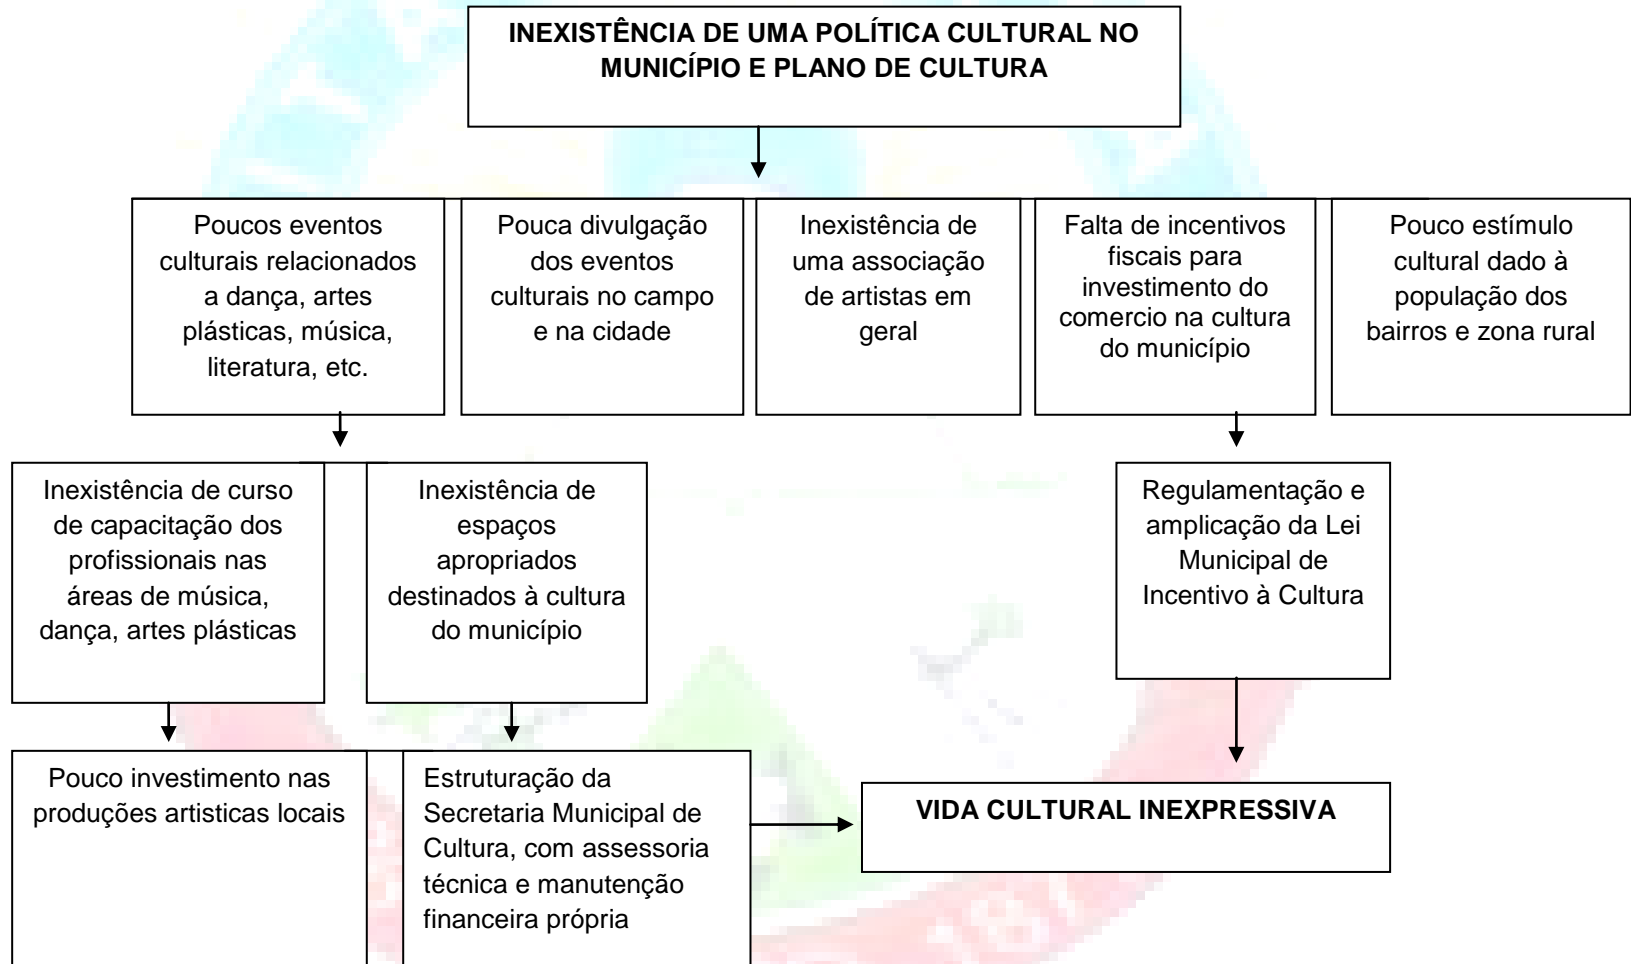 INEXISTÊNCIA DE UMA POLÍTICA CULTURAL NO
MUNICÍPIO E PLANO DE CULTURA
Poucos eventos
culturais relacionados
a dança, artes
plásticas, música,
literatura, etc.
Pouca divulgação
dos eventos
culturais no campo
e na cidade
Inexistência de
uma associação
de artistas em
geral
Falta de incentivos
fiscais para
investimento do
comercio na cultura
do município
Pouco estímulo
cultural dado à
população dos
bairros e zona rural
Inexistência de curso
de capacitação dos
profissionais nas
áreas de música,
dança, artes plásticas
Inexistência de
espaços
apropriados
destinados à cultura
do município
Regulamentação e
amplicação da Lei
Municipal de
Incentivo à Cultura
Pouco investimento nas
produções artisticas locais
Estruturação da
Secretaria Municipal de
Cultura, com assessoria
técnica e manutenção
financeira própria
VIDA CULTURAL INEXPRESSIVA